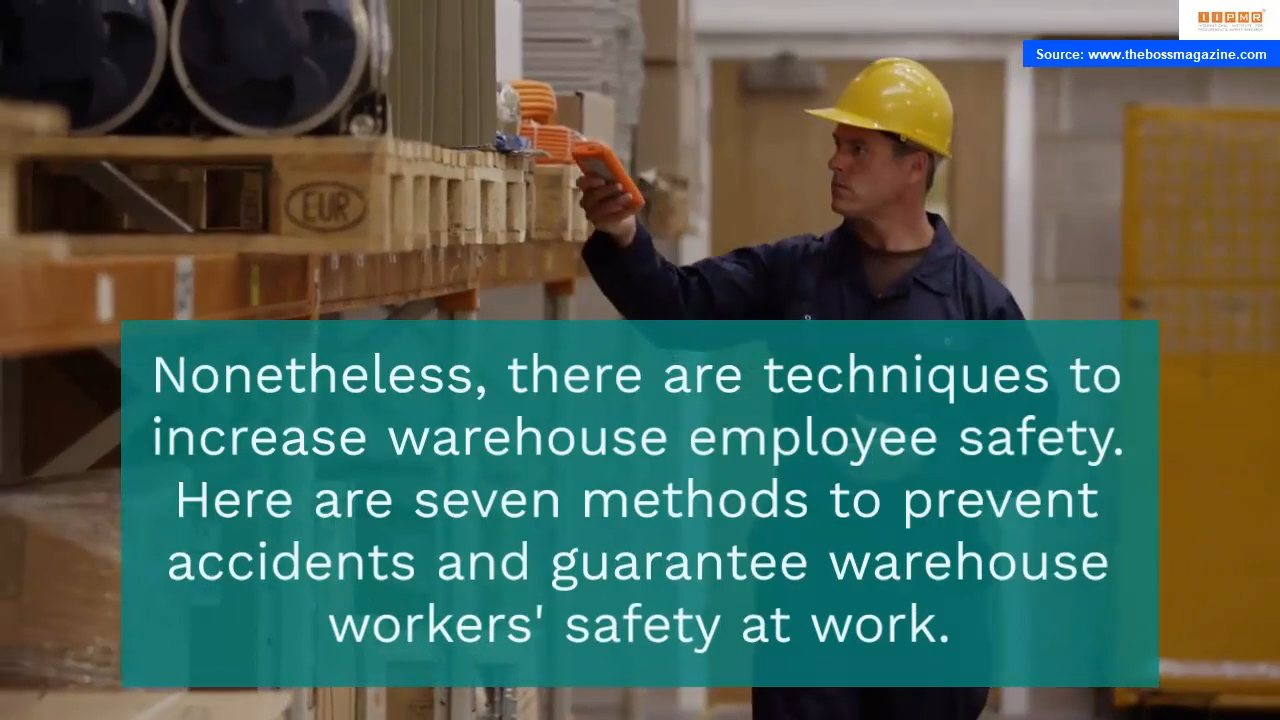 IIPMR
Source: www.thebossmagazine.com
EUR
Nonetheless, there are techniques to
increase warehouse employee safety.
Here are seven methods to prevent
accidents and guarantee warehouse
workers' safety at work.